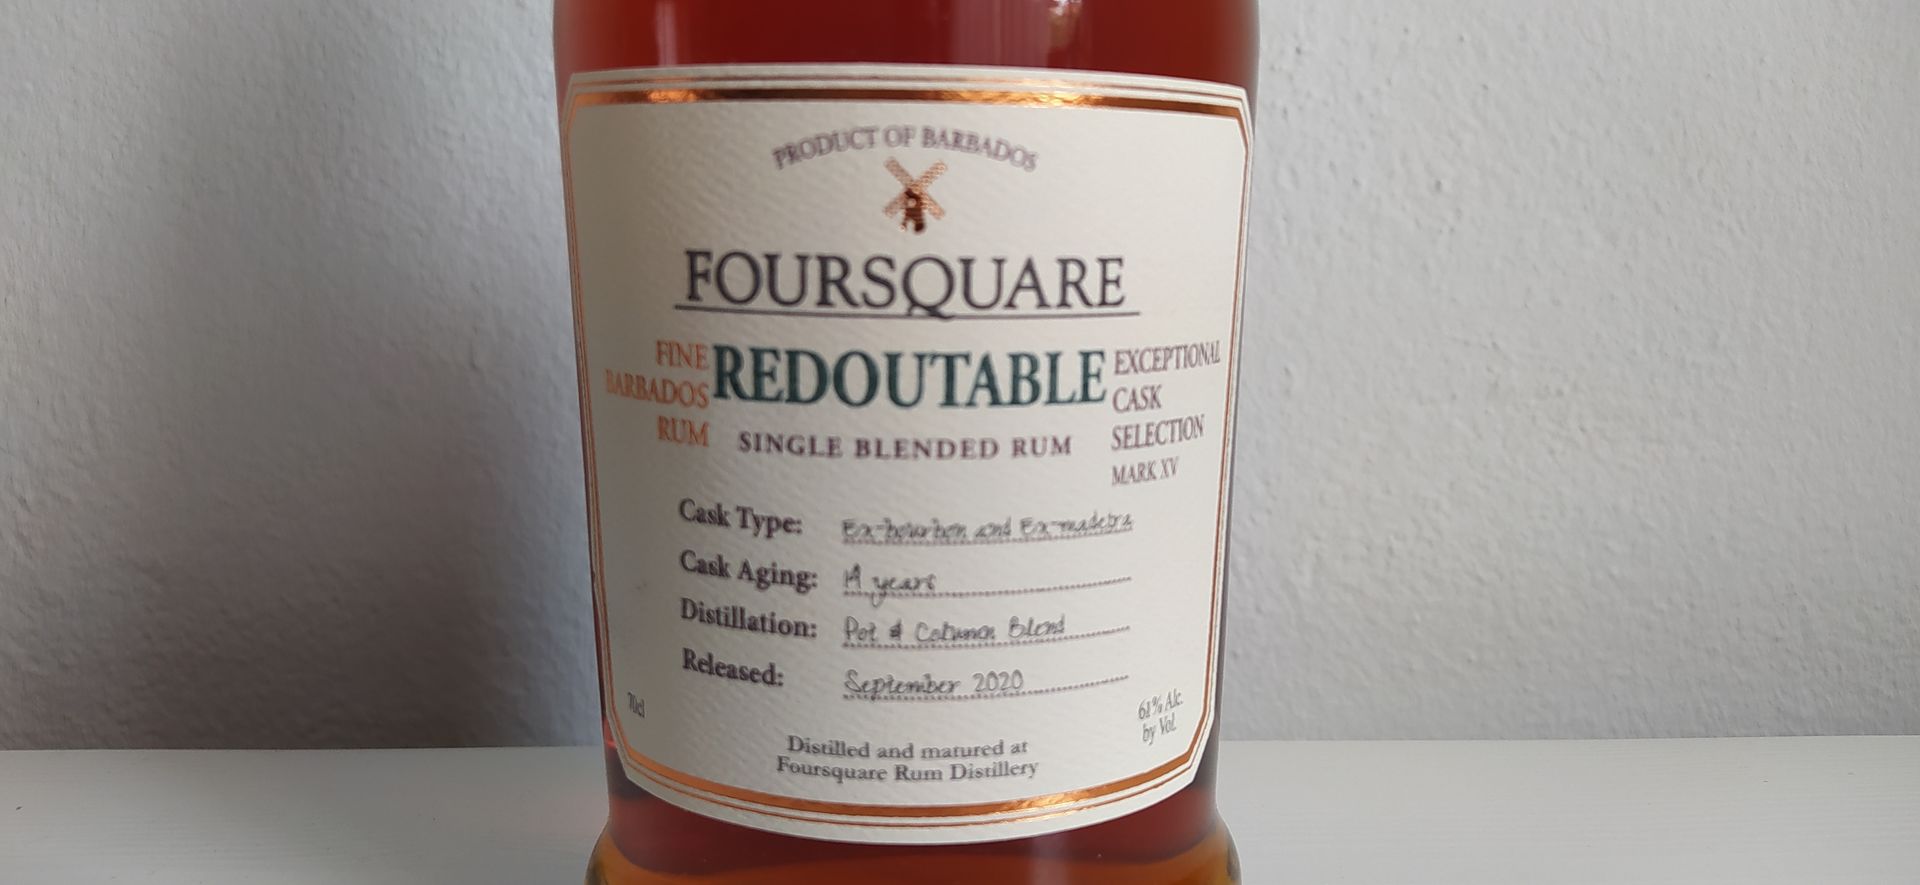 PRODUCT OF BARBADOS
FOURSQUARE
FINE
BARBADOS
RUM
REDOUTABLE
EXCEPTIONAL
CASK
SELECTION
MARK XV
SINGLE BLENDED RUM
Cask Type: Ex-bourbon and Ex-madeira
Cask Aging: 14 years
Distillation: Pot & Column Blend
Released: September 2020
70cl
61% Alc.
by Vol.
Distilled and matured at
Foursquare Rum Distillery